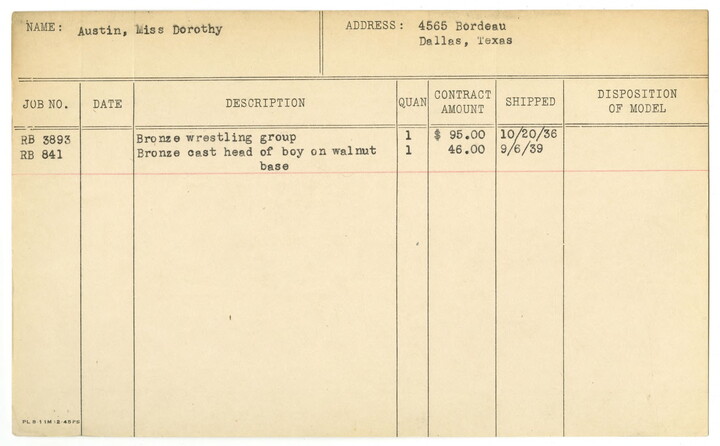 NAME: Austin, Miss Dorothy ADDRESS: 4565 Bordeau
Dallas, Texas
JOB NO. DATE DESCRIPTION QUAN CONTRACT AMOUNT SHIPPED DISPOSITION OF MODEL
RB 3893 Bronze wrestling group 1 $ 95.00 10/20/36
RB 841 Bronze cast head of boy on walnut 1 46.00 9/6/39
base